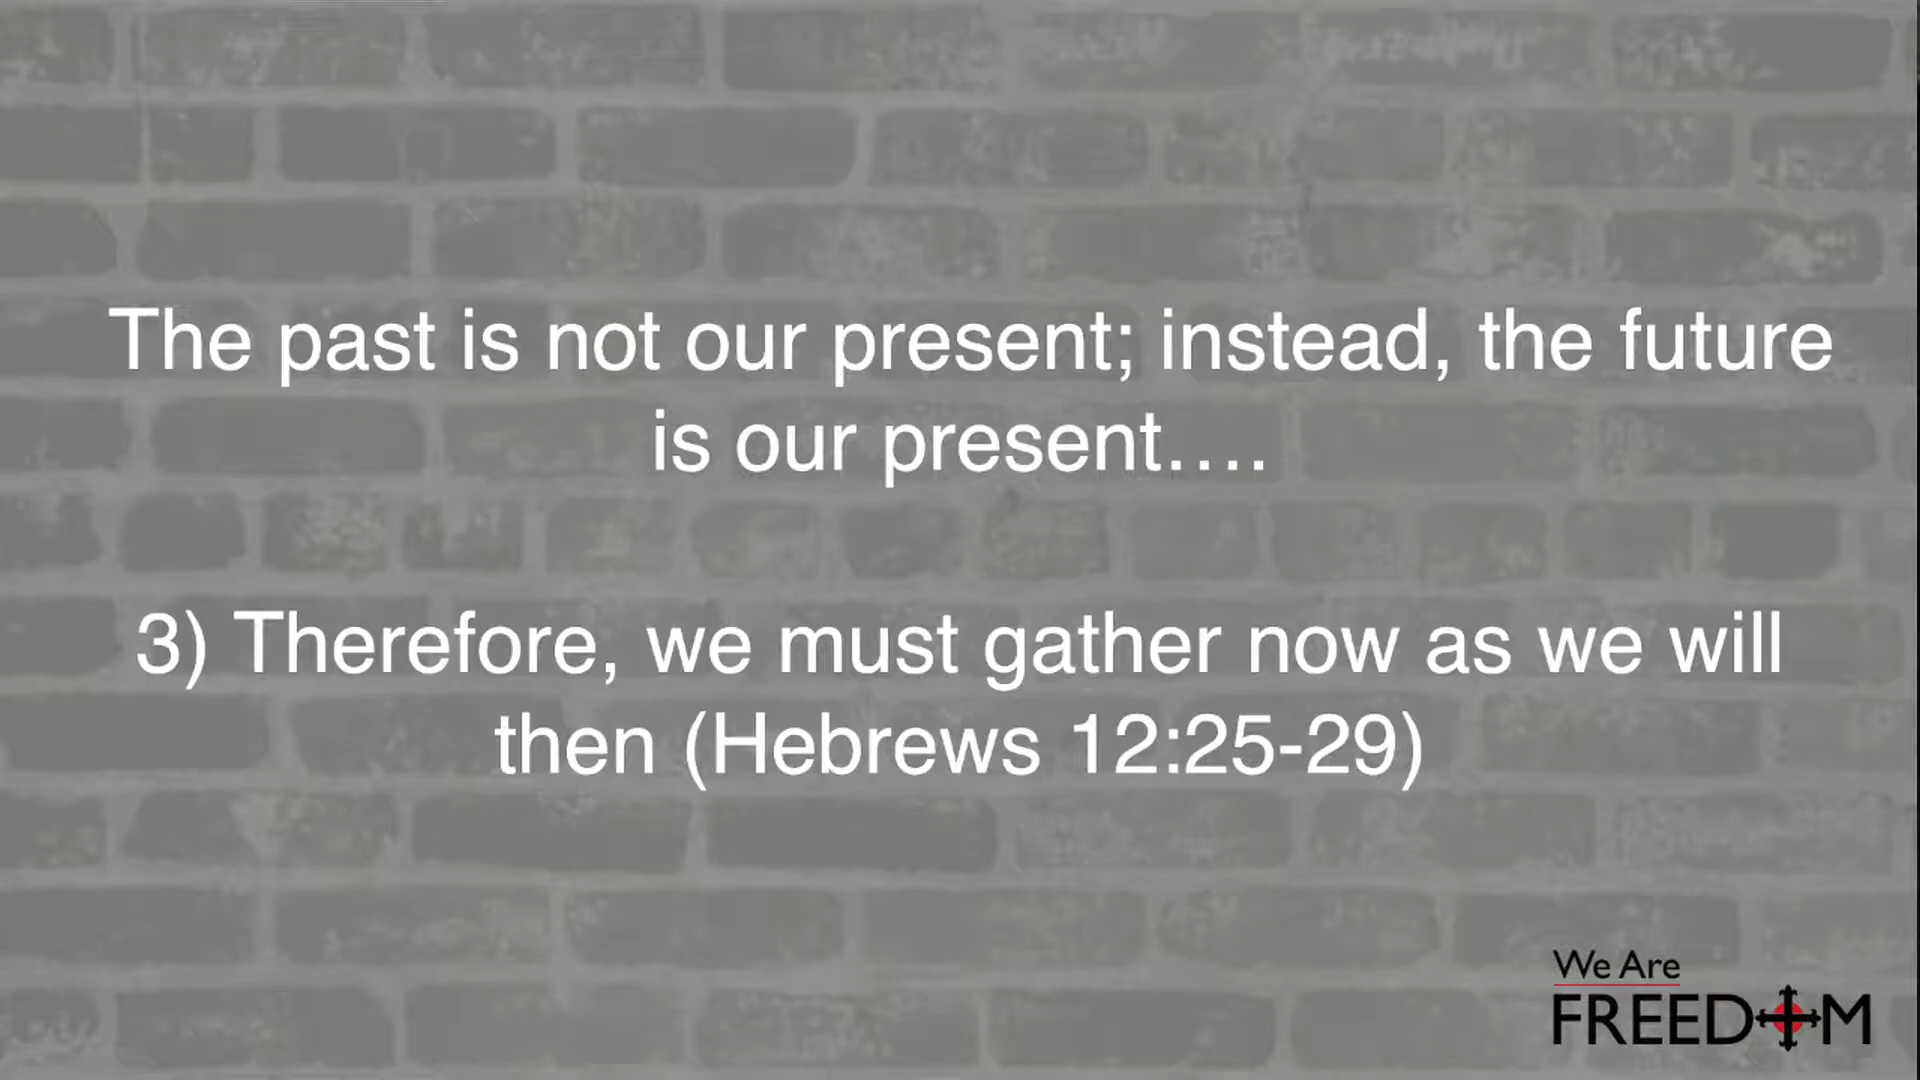 The past is not our present; instead, the future
is our present....
3) Therefore, we must gather now as we will
then (Hebrews 12:25-29)
We Are
FREEDOM